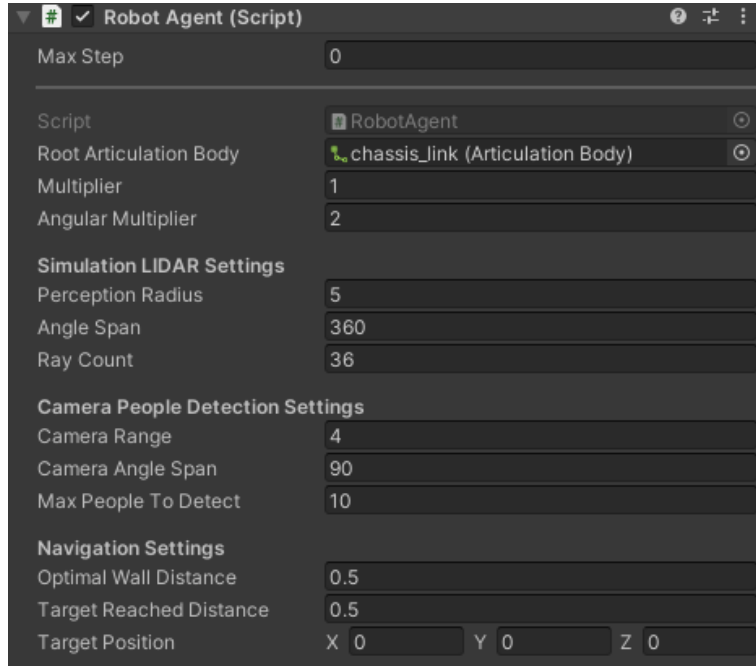 # Robot Agent (Script)
Max Step 0
Script # RobotAgent
Root Articulation Body chassis_link (Articulation Body)
Multiplier 1
Angular Multiplier 2
Simulation LIDAR Settings
Perception Radius 5
Angle Span 360
Ray Count 36
Camera People Detection Settings
Camera Range 4
Camera Angle Span 90
Max People To Detect 10
Navigation Settings
Optimal Wall Distance 0.5
Target Reached Distance 0.5
Target Position X 0 Y 0 Z 0